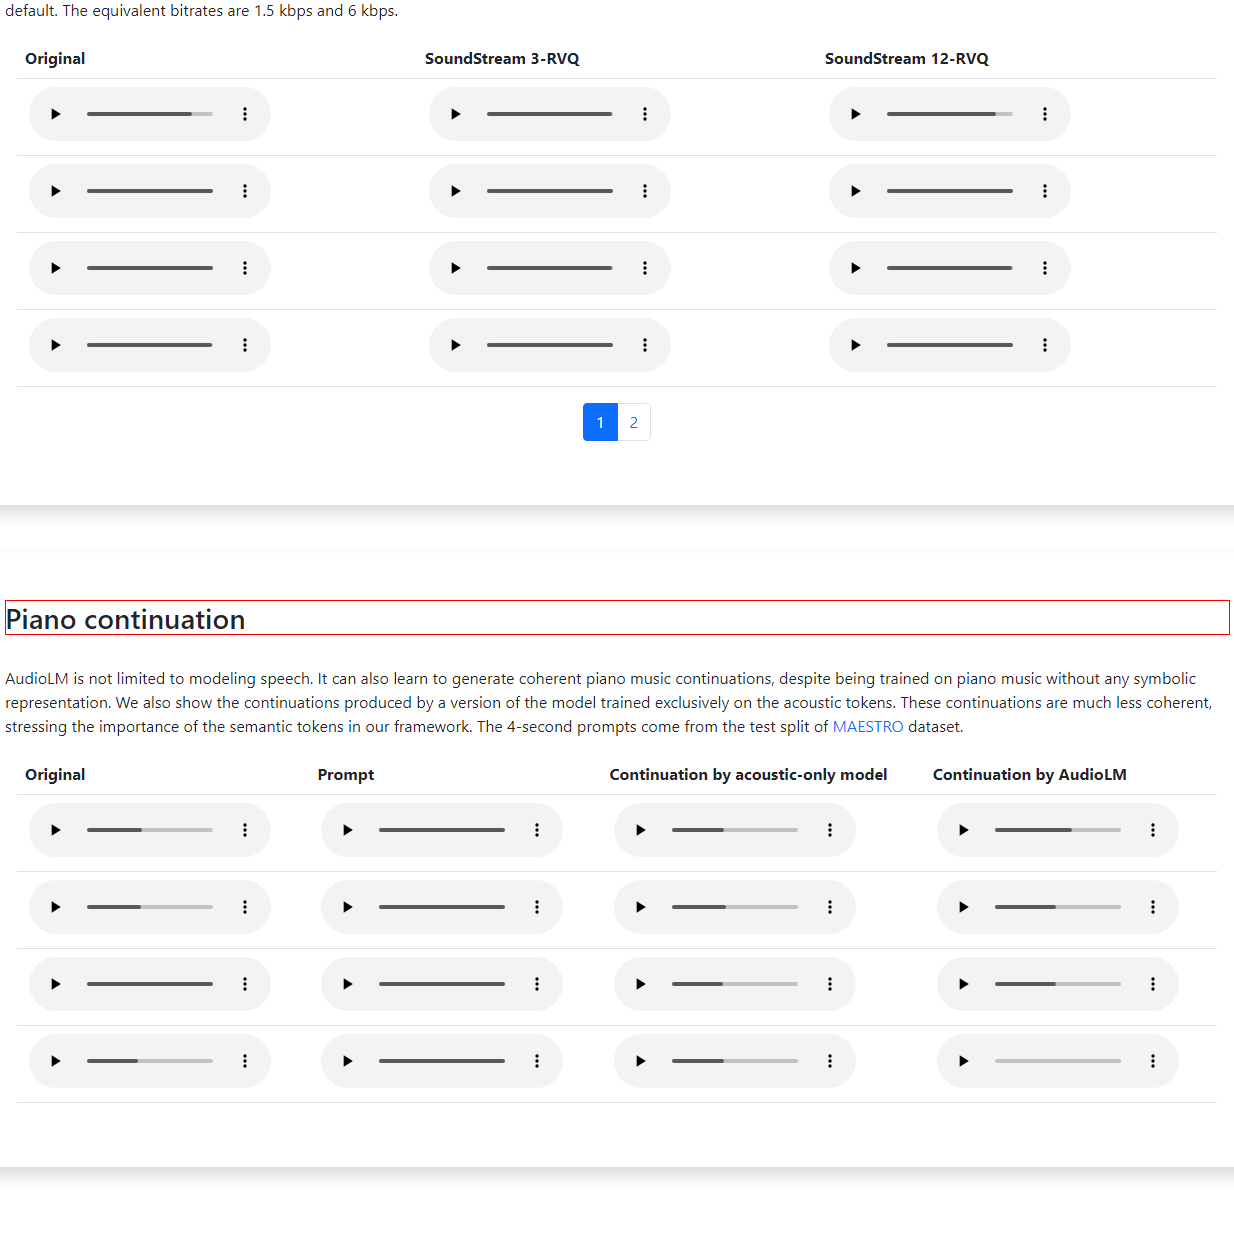 default. The equivalent bitrates are 1.5 kbps and 6 kbps.
Original SoundStream 3-RVQ SoundStream 12-RVQ
1 2
Piano continuation
AudioLM is not limited to modeling speech. It can also learn to generate coherent piano music continuations, despite being trained on piano music without any symbolic
representation. We also show the continuations produced by a version of the model trained exclusively on the acoustic tokens. These continuations are much less coherent,
stressing the importance of the semantic tokens in our framework. The 4-second prompts come from the test split of MAESTRO dataset.
Original Prompt Continuation by acoustic-only model Continuation by AudioLM